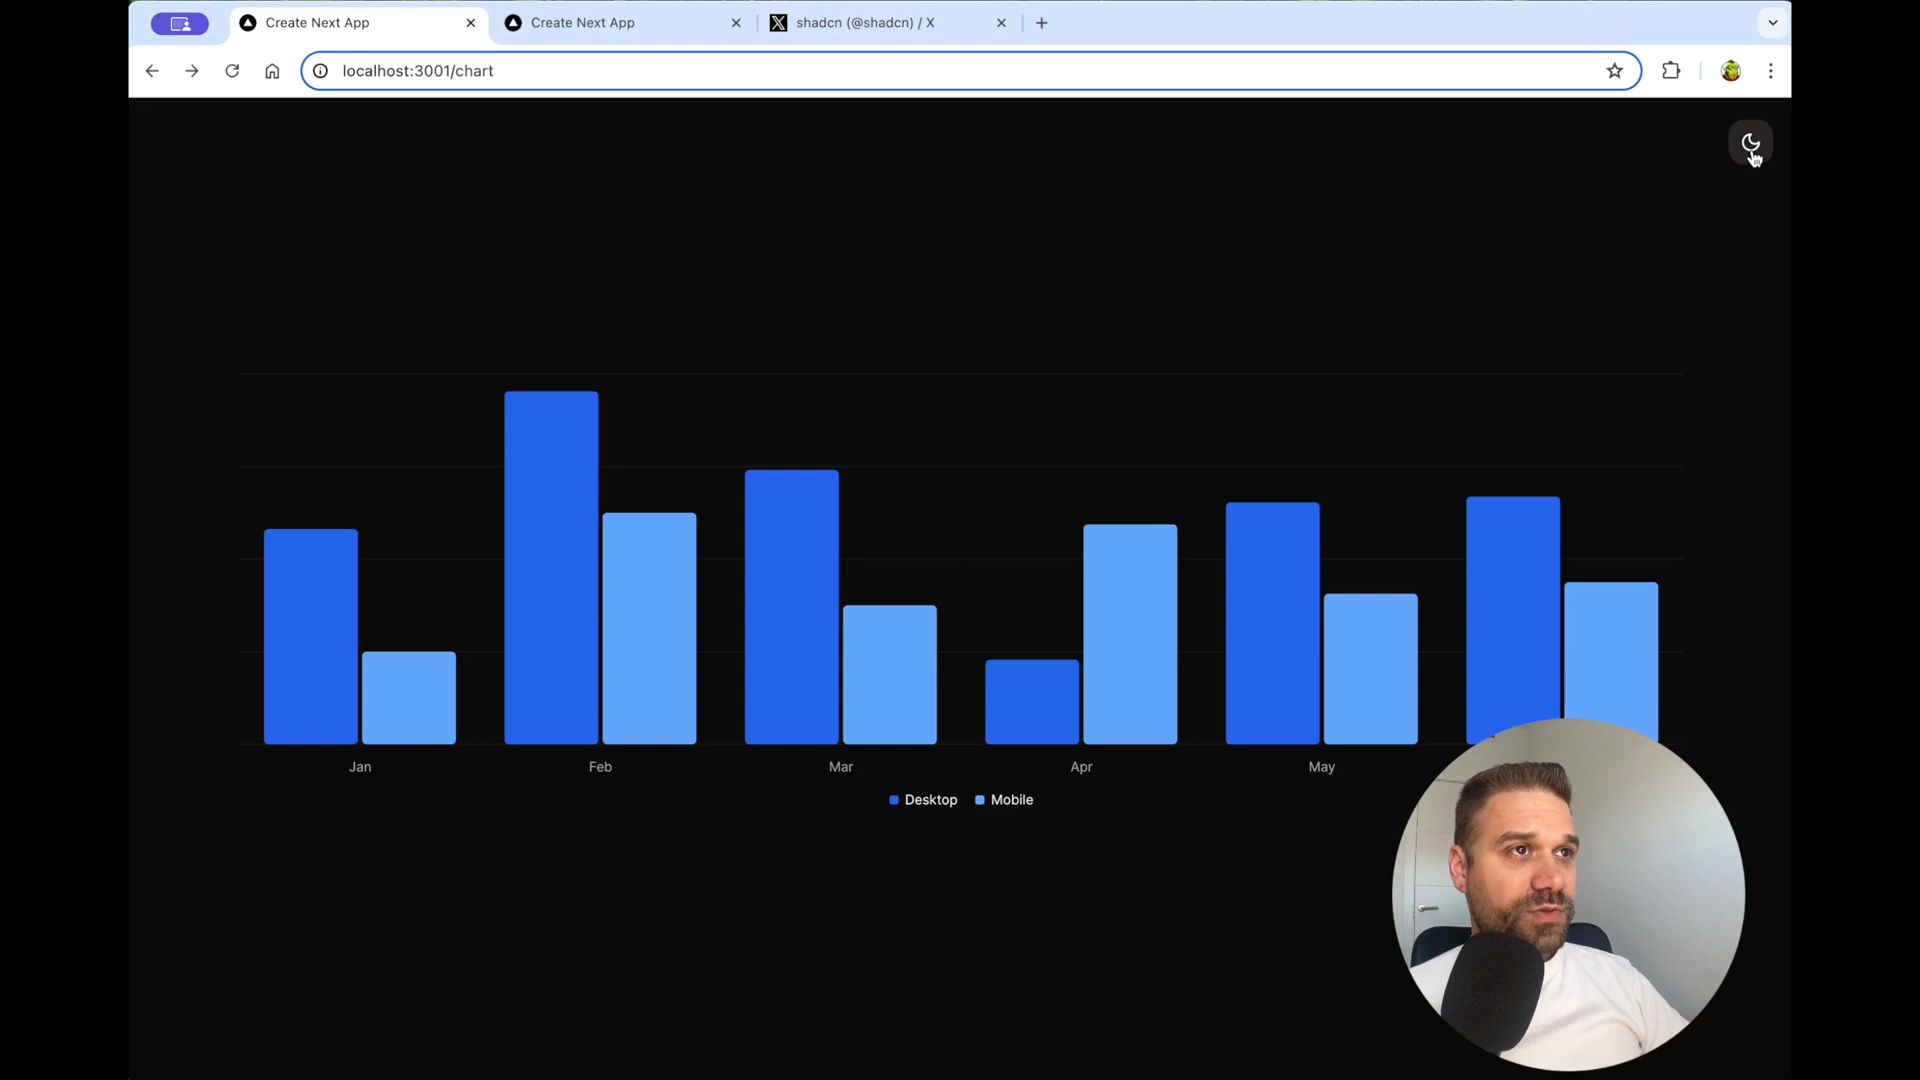 Create Next App
Create Next App
shadcn (@shadcn) / X
localhost:3001/chart
Jan Feb Mar Apr May
Desktop Mobile